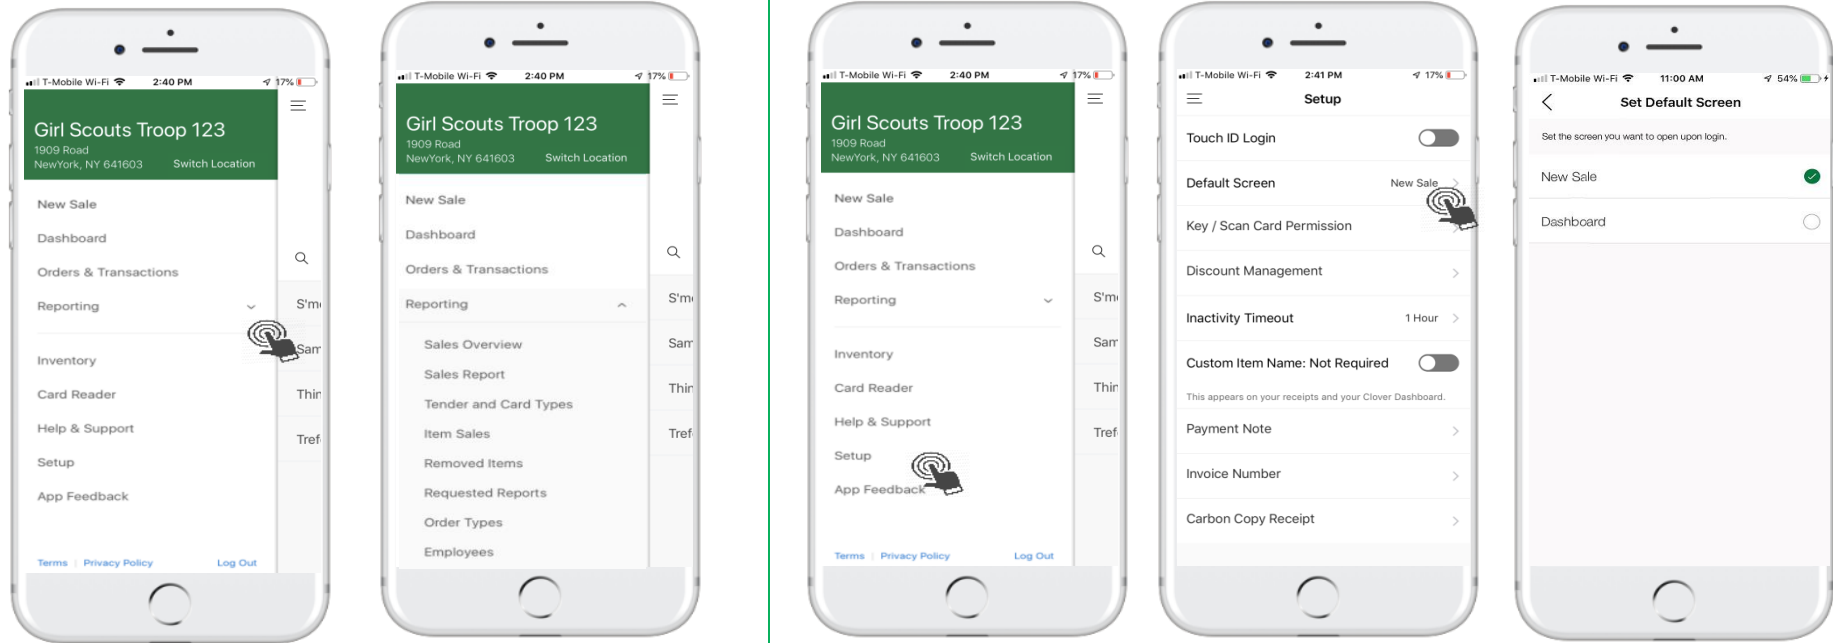 T-Mobile Wi-Fi 2:40 PM 17%
Girl Scouts Troop 123
1909 Road
NewYork, NY 641603 Switch Location
New Sale
Dashboard
Orders & Transactions
Reporting
S'm
Sam
Inventory
Card Reader
Thin
Help & Support
Tref
Setup
App Feedback
Terms | Privacy Policy Log Out
T-Mobile Wi-Fi 2:40 PM 17%
Girl Scouts Troop 123
1909 Road
NewYork, NY 641603 Switch Location
New Sale
Dashboard
Orders & Transactions
Reporting
S'm
Sales Overview
Sam
Sales Report
Thin
Tender and Card Types
Item Sales
Tref
Removed Items
Requested Reports
Order Types
Employees
T-Mobile Wi-Fi 2:40 PM 17%
Girl Scouts Troop 123
1909 Road
NewYork, NY 641603 Switch Location
New Sale
Dashboard
Orders & Transactions
Reporting
S'm
Sam
Inventory
Card Reader
Thin
Help & Support
Tref
Setup
App Feedback
Terms | Privacy Policy Log Out
T-Mobile Wi-Fi 2:41 PM 17%
Setup
Touch ID Login
Default Screen New Sale
Key / Scan Card Permission
Discount Management
Inactivity Timeout 1 Hour
Custom Item Name: Not Required
This appears on your receipts and your Clover Dashboard.
Payment Note
Invoice Number
Carbon Copy Receipt
T-Mobile Wi-Fi 11:00 AM 54%
Set Default Screen
Set the screen you want to open upon login.
New Sale
Dashboard